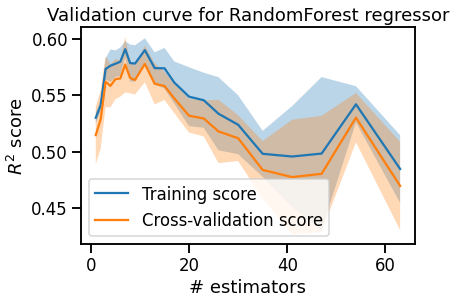 Validation curve for RandomForest regressor
0.60
0.55
0.50
0.45
R² score
Training score
Cross-validation score
0 20 40 60
# estimators